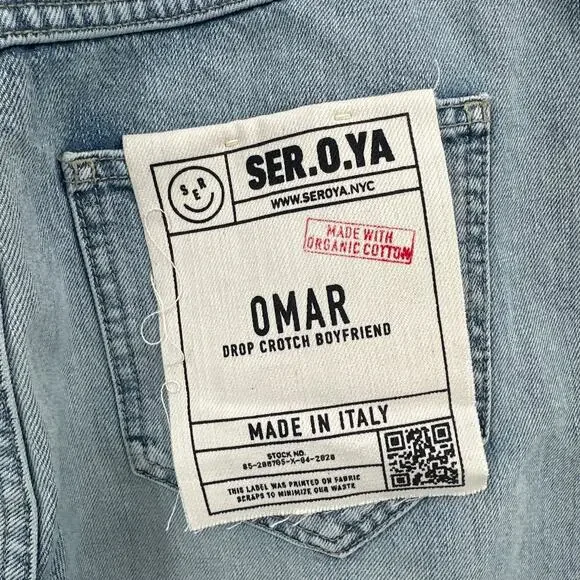 SER
SER.O.YA
WWW.SEROYA.NYC
MADE WITH
ORGANIC COTTON
OMAR
DROP CROTCH BOYFRIEND
MADE IN ITALY
STOCK NO.
THIS LABEL WAS PRINTED ON FABRIC
SCRAPS TO MINIMIZE OUR WASTE